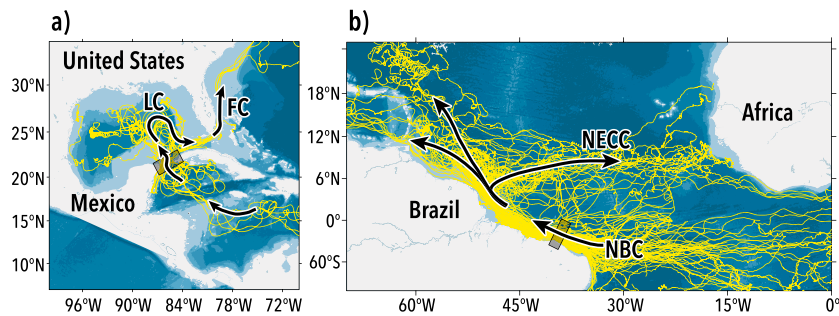 a)
United States
LC
FC
Mexico
30°N
25°N
20°N
15°N
10°N
96°W 90°W 84°W 78°W 72°W
b)
Africa
NECC
Brazil
NBC
18°N
12°N
6°N
0°
60°S
60°W 45°W 30°W 15°W 0°